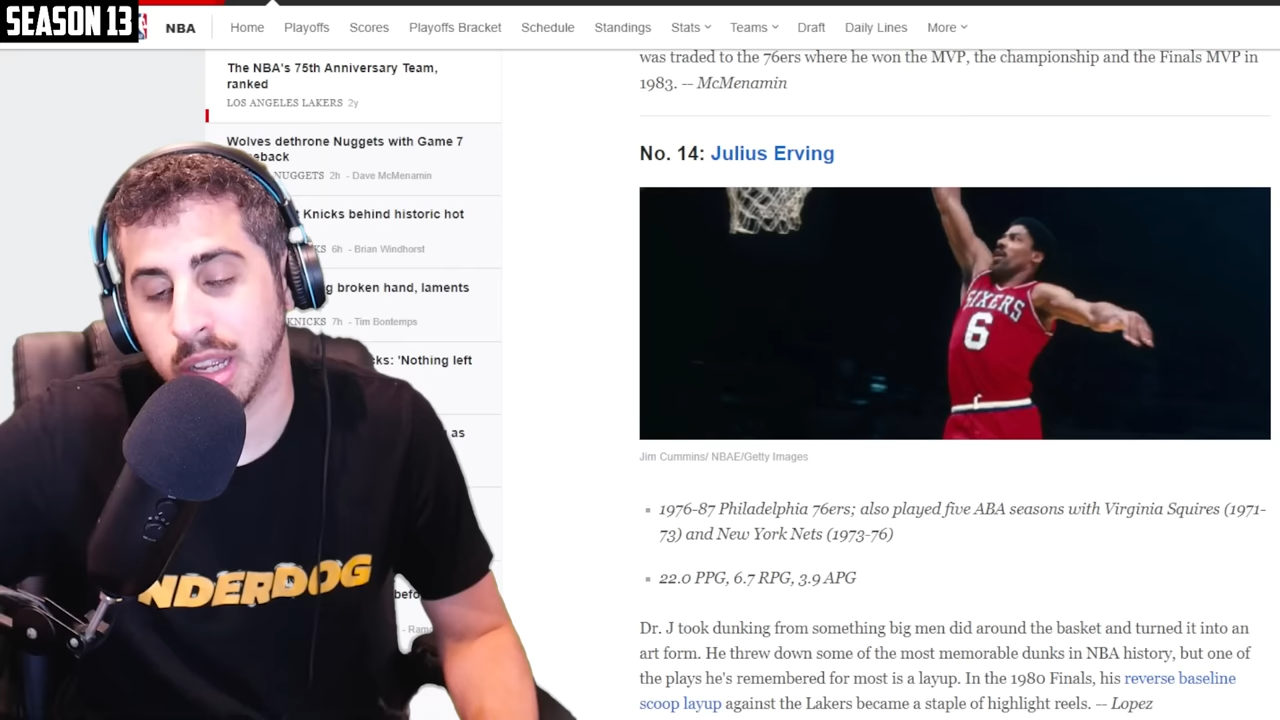 SEASON 13
NBA
Home Playoffs Scores Playoffs Bracket Schedule Standings Stats Teams Draft Daily Lines More
The NBA's 75th Anniversary Team,
ranked
LOS ANGELES LAKERS 2y
Wolves dethrone Nuggets with Game 7
NUGGETS 2h - Dave McMenamin
Knicks behind historic hot
6h - Brian Windhorst
broken hand, laments
KNICKS 7h - Tim Bontemps
'Nothing left
as
NDERDOG
was traded to the 76ers where he won the MVP, the championship and the Finals MVP in
1983. -- McMenamin
No. 14: Julius Erving
SIXERS
6
Jim Cummins/ NBAE/Getty Images
1976-87 Philadelphia 76ers; also played five ABA seasons with Virginia Squires (1971-
73) and New York Nets (1973-76)
22.0 PPG, 6.7 RPG, 3.9 APG
Dr. J took dunking from something big men did around the basket and turned it into an
art form. He threw down some of the most memorable dunks in NBA history, but one of
the plays he's remembered for most is a layup. In the 1980 Finals, his reverse baseline
scoop layup against the Lakers became a staple of highlight reels. -- Lopez